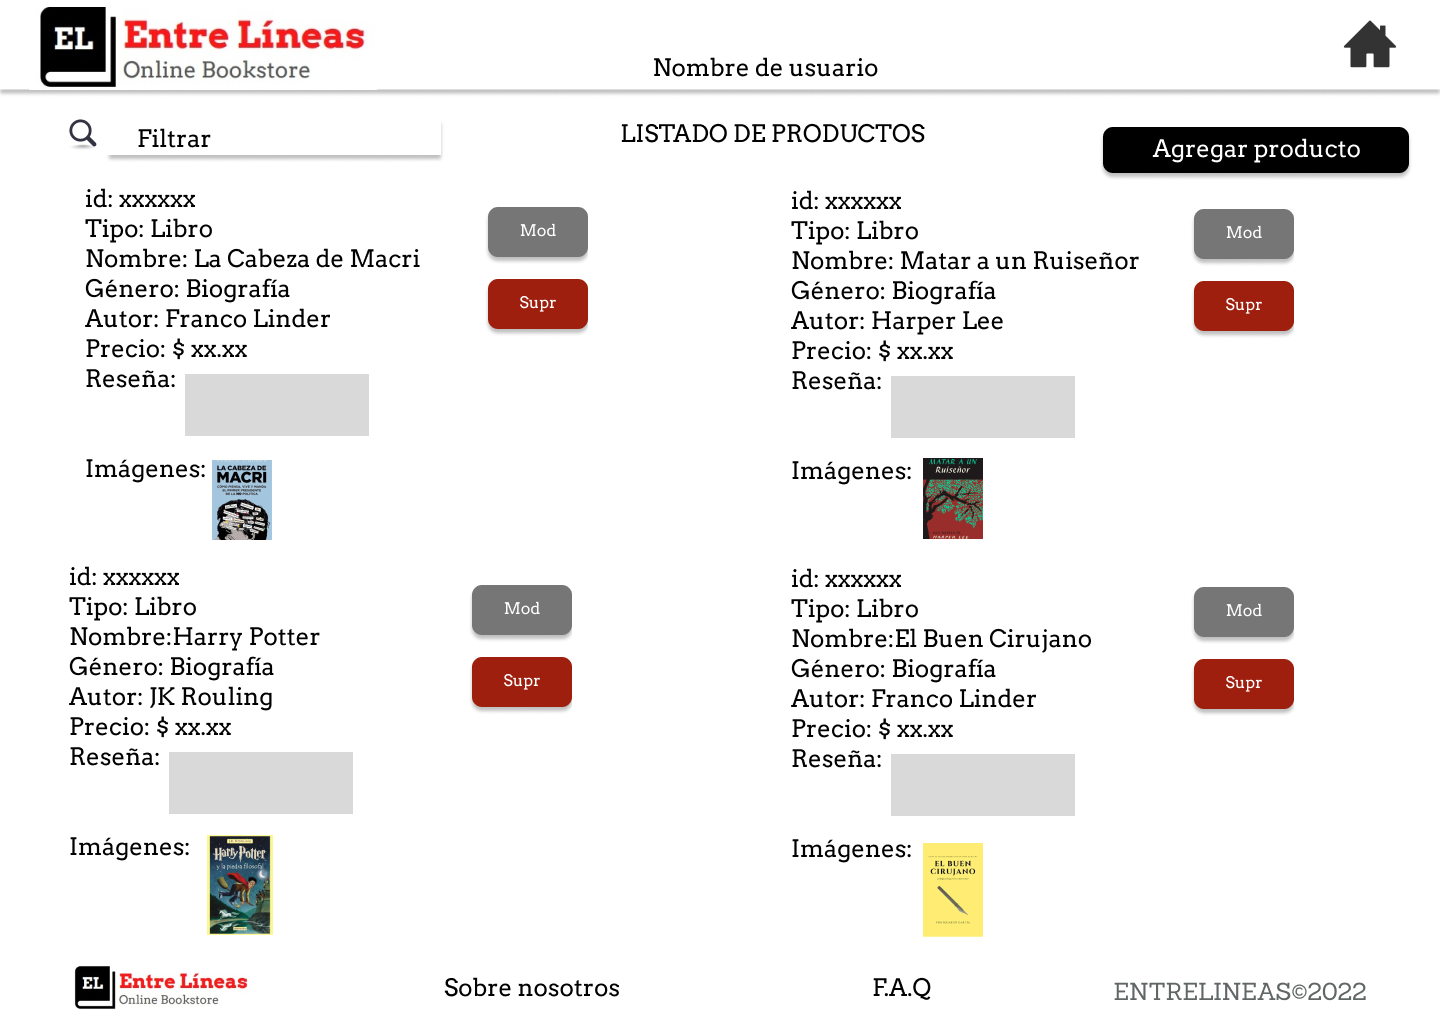 EL Entre Líneas
Online Bookstore
Nombre de usuario
Filtrar
LISTADO DE PRODUCTOS
Agregar producto
id: xxxxxx
Tipo: Libro
Nombre: La Cabeza de Macri
Género: Biografía
Autor: Franco Linder
Precio: $ xx.xx
Reseña:
Imágenes:
LA CABEZA DE
MACRI
Mod
Supr
id: xxxxxx
Tipo: Libro
Nombre: Matar a un Ruiseñor
Género: Biografía
Autor: Harper Lee
Precio: $ xx.xx
Reseña:
Imágenes:
MATAR A UN
Ruiseñor
HARPER LEE
Mod
Supr
id: xxxxxx
Tipo: Libro
Nombre:Harry Potter
Género: Biografía
Autor: JK Rouling
Precio: $ xx.xx
Reseña:
Imágenes:
Harry Potter
y la piedra filosofal
Mod
Supr
id: xxxxxx
Tipo: Libro
Nombre:El Buen Cirujano
Género: Biografía
Autor: Franco Linder
Precio: $ xx.xx
Reseña:
Imágenes:
EL BUEN
CIRUJANO
Mod
Supr
EL Entre Líneas
Online Bookstore
Sobre nosotros
F.A.Q
ENTRELINEAS©2022